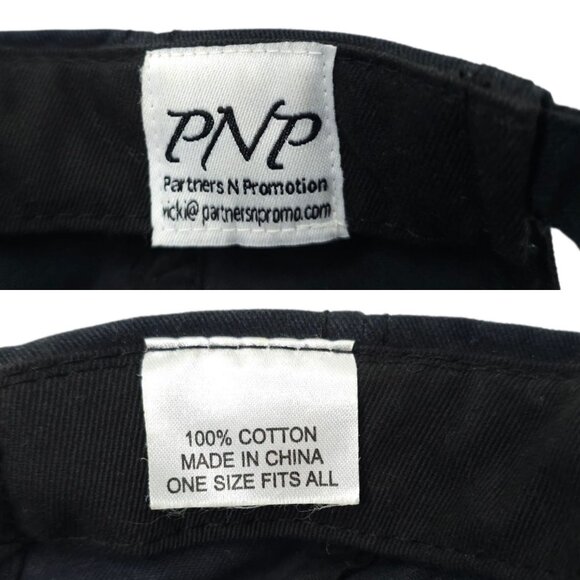 PNP
Partners N Promotion
vicki@partnersnpromo.com
100% COTTON
MADE IN CHINA
ONE SIZE FITS ALL